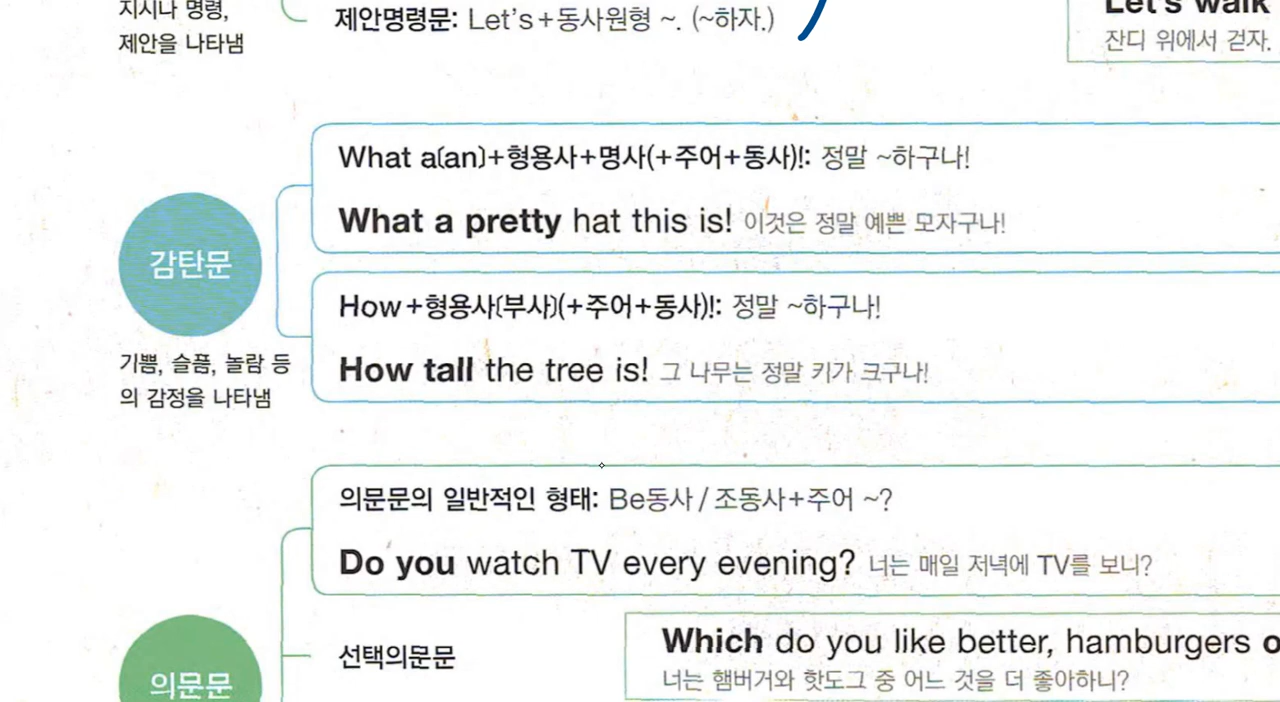 지시나 명령,
제안을 나타냄
제안명령문: Let's+동사원형 ~. (~하자.)
Let's walk
잔디 위에서 걷자.
감탄문
기쁨, 슬픔, 놀람 등
의 감정을 나타냄
What a(an)+형용사+명사(+주어+동사)!: 정말 ~하구나!
What a pretty hat this is! 이것은 정말 예쁜 모자구나!
How+형용사(부사)(+주어+동사)!: 정말 ~하구나!
How tall the tree is! 그 나무는 정말 키가 크구나!
의문문
의문문의 일반적인 형태: Be동사 / 조동사+주어 ~?
Do you watch TV every evening? 너는 매일 저녁에 TV를 보니?
선택의문문
Which do you like better, hamburgers o
너는 햄버거와 핫도그 중 어느 것을 더 좋아하니?